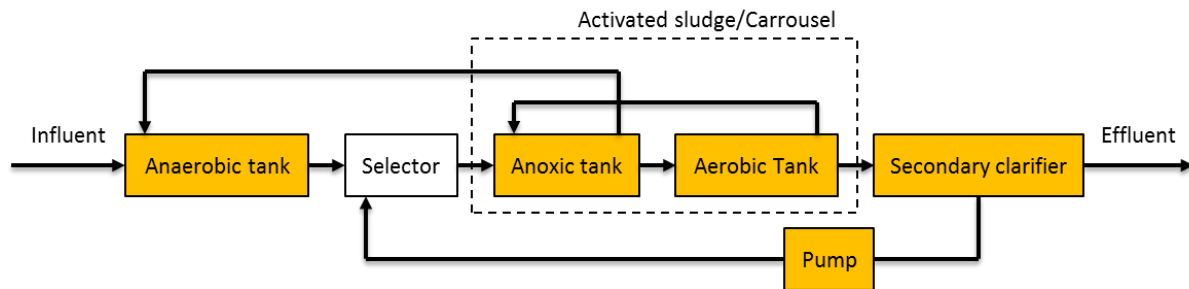 Activated sludge/Carrousel
Influent
Anaerobic tank
Selector
Anoxic tank
Aerobic Tank
Secondary clarifier
Effluent
Pump